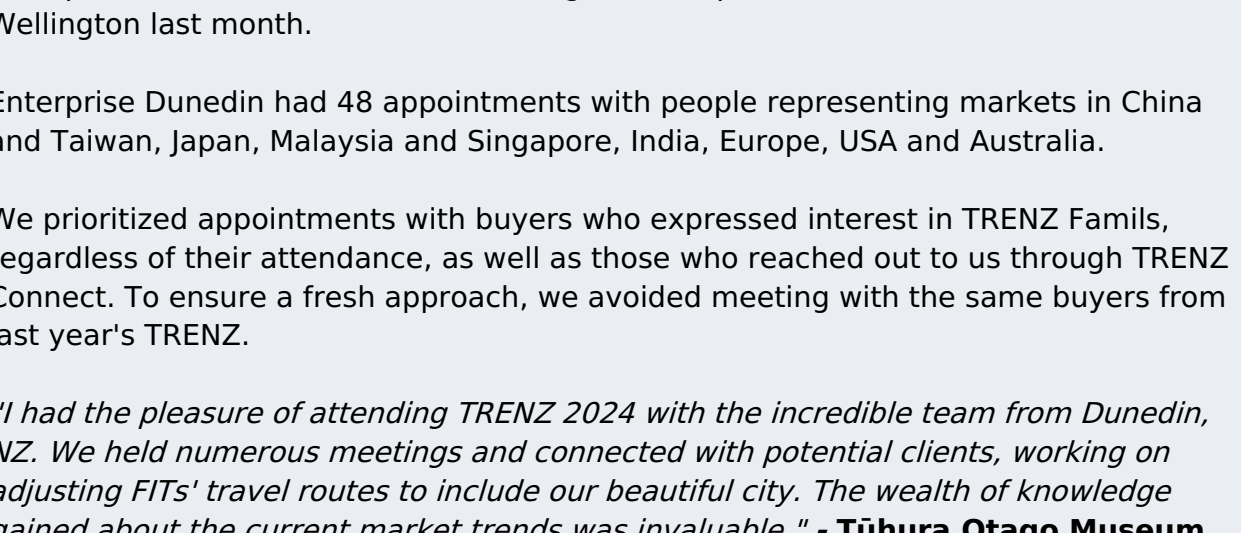 Wellington last month.
Enterprise Dunedin had 48 appointments with people representing markets in China
and Taiwan, Japan, Malaysia and Singapore, India, Europe, USA and Australia.
We prioritized appointments with buyers who expressed interest in TRENZ Famils,
regardless of their attendance, as well as those who reached out to us through TRENZ
Connect. To ensure a fresh approach, we avoided meeting with the same buyers from
last year's TRENZ.
"I had the pleasure of attending TRENZ 2024 with the incredible team from Dunedin,
NZ. We held numerous meetings and connected with potential clients, working on
adjusting FITs' travel routes to include our beautiful city. The wealth of knowledge
gained about the current market trends was invaluable." - Tūhura Otago Museum